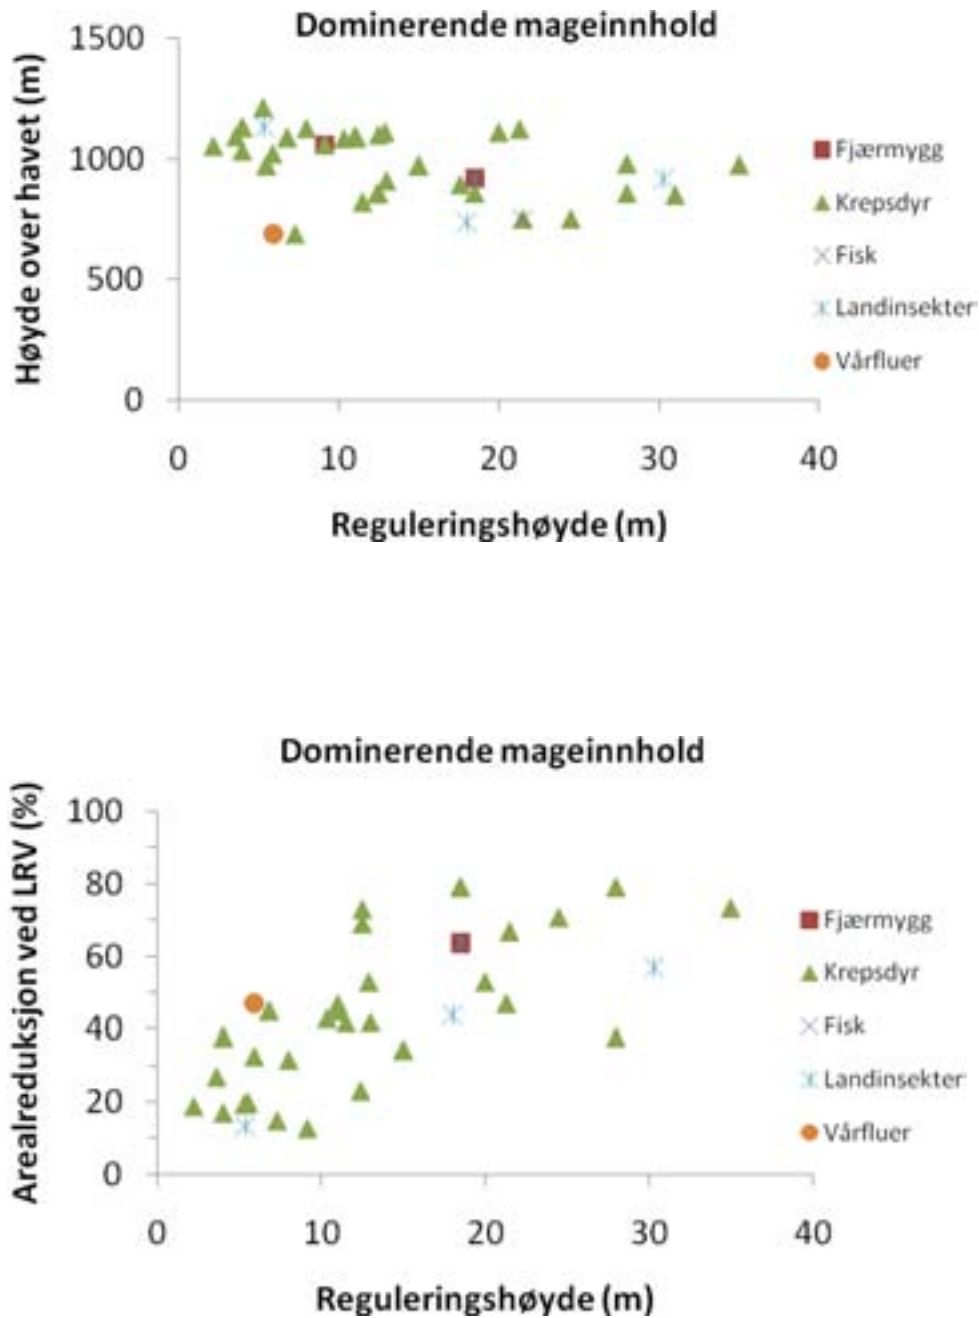 Dominerende mageinnhold
Høyde over havet (m)
1500
1000
500
0
0 10 20 30 40
Reguleringshøyde (m)
Fjærmygg
Krepsdyr
Fisk
Landinsekter
Vårfluer
Dominerende mageinnhold
Arealreduksjon ved LRV (%)
100
80
60
40
20
0
0 10 20 30 40
Reguleringshøyde (m)
Fjærmygg
Krepsdyr
Fisk
Landinsekter
Vårfluer